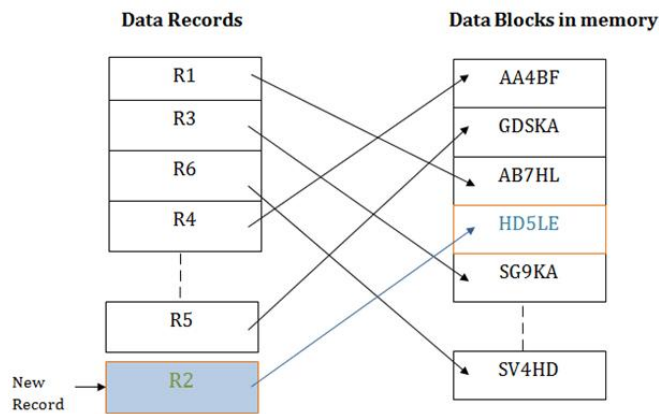 Data Records
Data Blocks in memory
R1
R3
R6
R4
R5
New
Record
R2
AA4BF
GDSKA
AB7HL
HD5LE
SG9KA
SV4HD